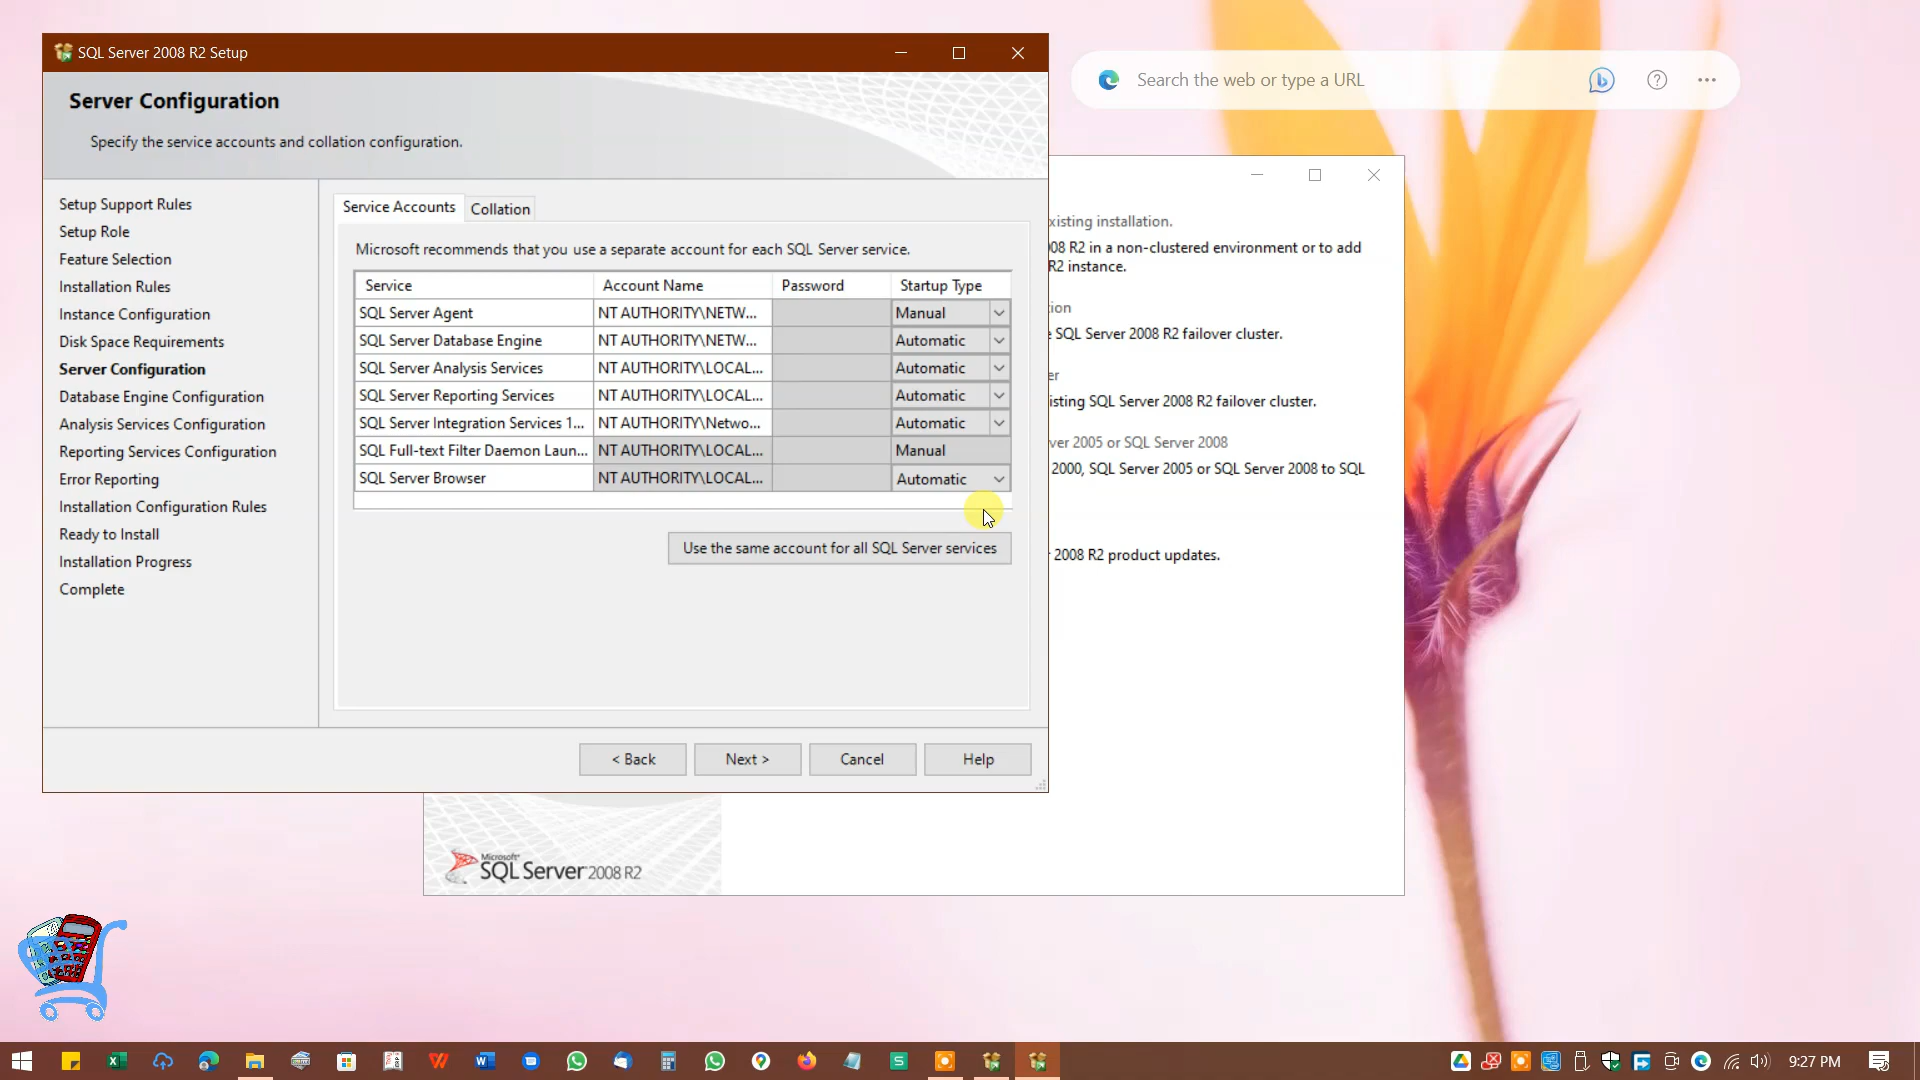 SQL Server 2008 R2 Setup
Server Configuration
Specify the service accounts and collation configuration.
Setup Support Rules
Setup Role
Feature Selection
Installation Rules
Instance Configuration
Disk Space Requirements
Server Configuration
Database Engine Configuration
Analysis Services Configuration
Reporting Services Configuration
Error Reporting
Installation Configuration Rules
Ready to Install
Installation Progress
Complete
Service Accounts Collation
Microsoft recommends that you use a separate account for each SQL Server service.
Service Account Name Password Startup Type
SQL Server Agent NT AUTHORITY\NETW... Manual
SQL Server Database Engine NT AUTHORITY\NETW... Automatic
SQL Server Analysis Services NT AUTHORITY\LOCAL... Automatic
SQL Server Reporting Services NT AUTHORITY\LOCAL... Automatic
SQL Server Integration Services 1... NT AUTHORITY\Netwo... Automatic
SQL Full-text Filter Daemon Laun... NT AUTHORITY\LOCAL... Manual
SQL Server Browser NT AUTHORITY\LOCAL... Automatic
Use the same account for all SQL Server services
< Back Next > Cancel Help
Search the web or type a URL
xisting installation.
08 R2 in a non-clustered environment or to add
R2 instance.
ion
SQL Server 2008 R2 failover cluster.
er
isting SQL Server 2008 R2 failover cluster.
ver 2005 or SQL Server 2008
2000, SQL Server 2005 or SQL Server 2008 to SQL
2008 R2 product updates.
Microsoft
SQL Server 2008 R2
9:27 PM